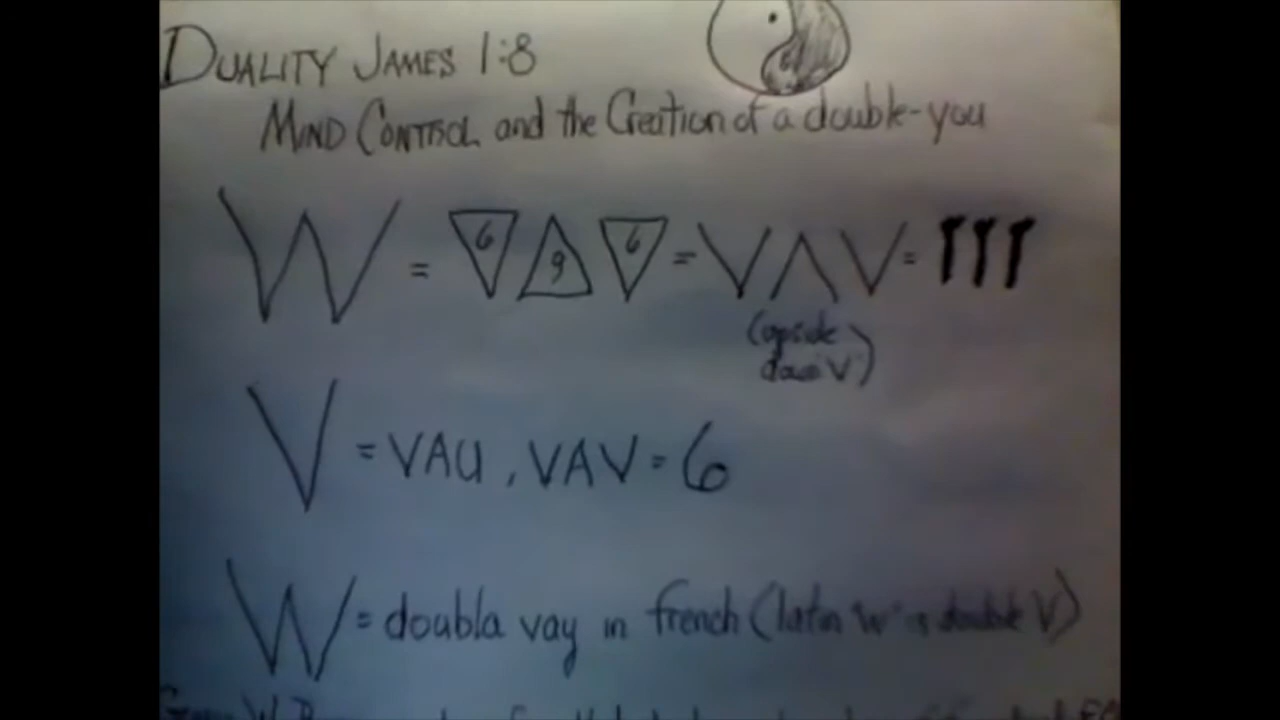 DUALITY JAMES 1:8
MIND CONTROL and the Creation of a double-you
W = 6 9 6 = V Λ V = ווו
(upside
down V)
V = VAU, VAV = 6
W = doubla vay in french (latin W is double V)